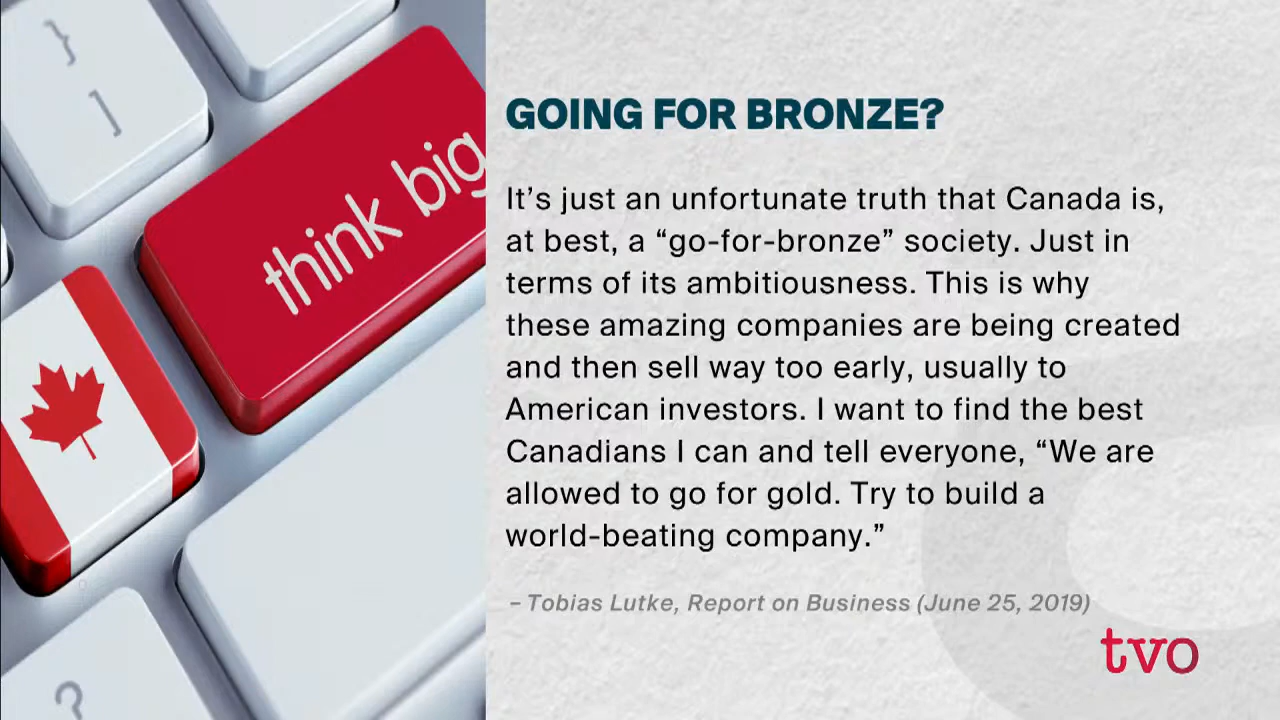 }
]
think big
?
GOING FOR BRONZE?
It’s just an unfortunate truth that Canada is,
at best, a “go-for-bronze” society. Just in
terms of its ambitiousness. This is why
these amazing companies are being created
and then sell way too early, usually to
American investors. I want to find the best
Canadians I can and tell everyone, “We are
allowed to go for gold. Try to build a
world-beating company.”
– Tobias Lutke, Report on Business (June 25, 2019)
tvo